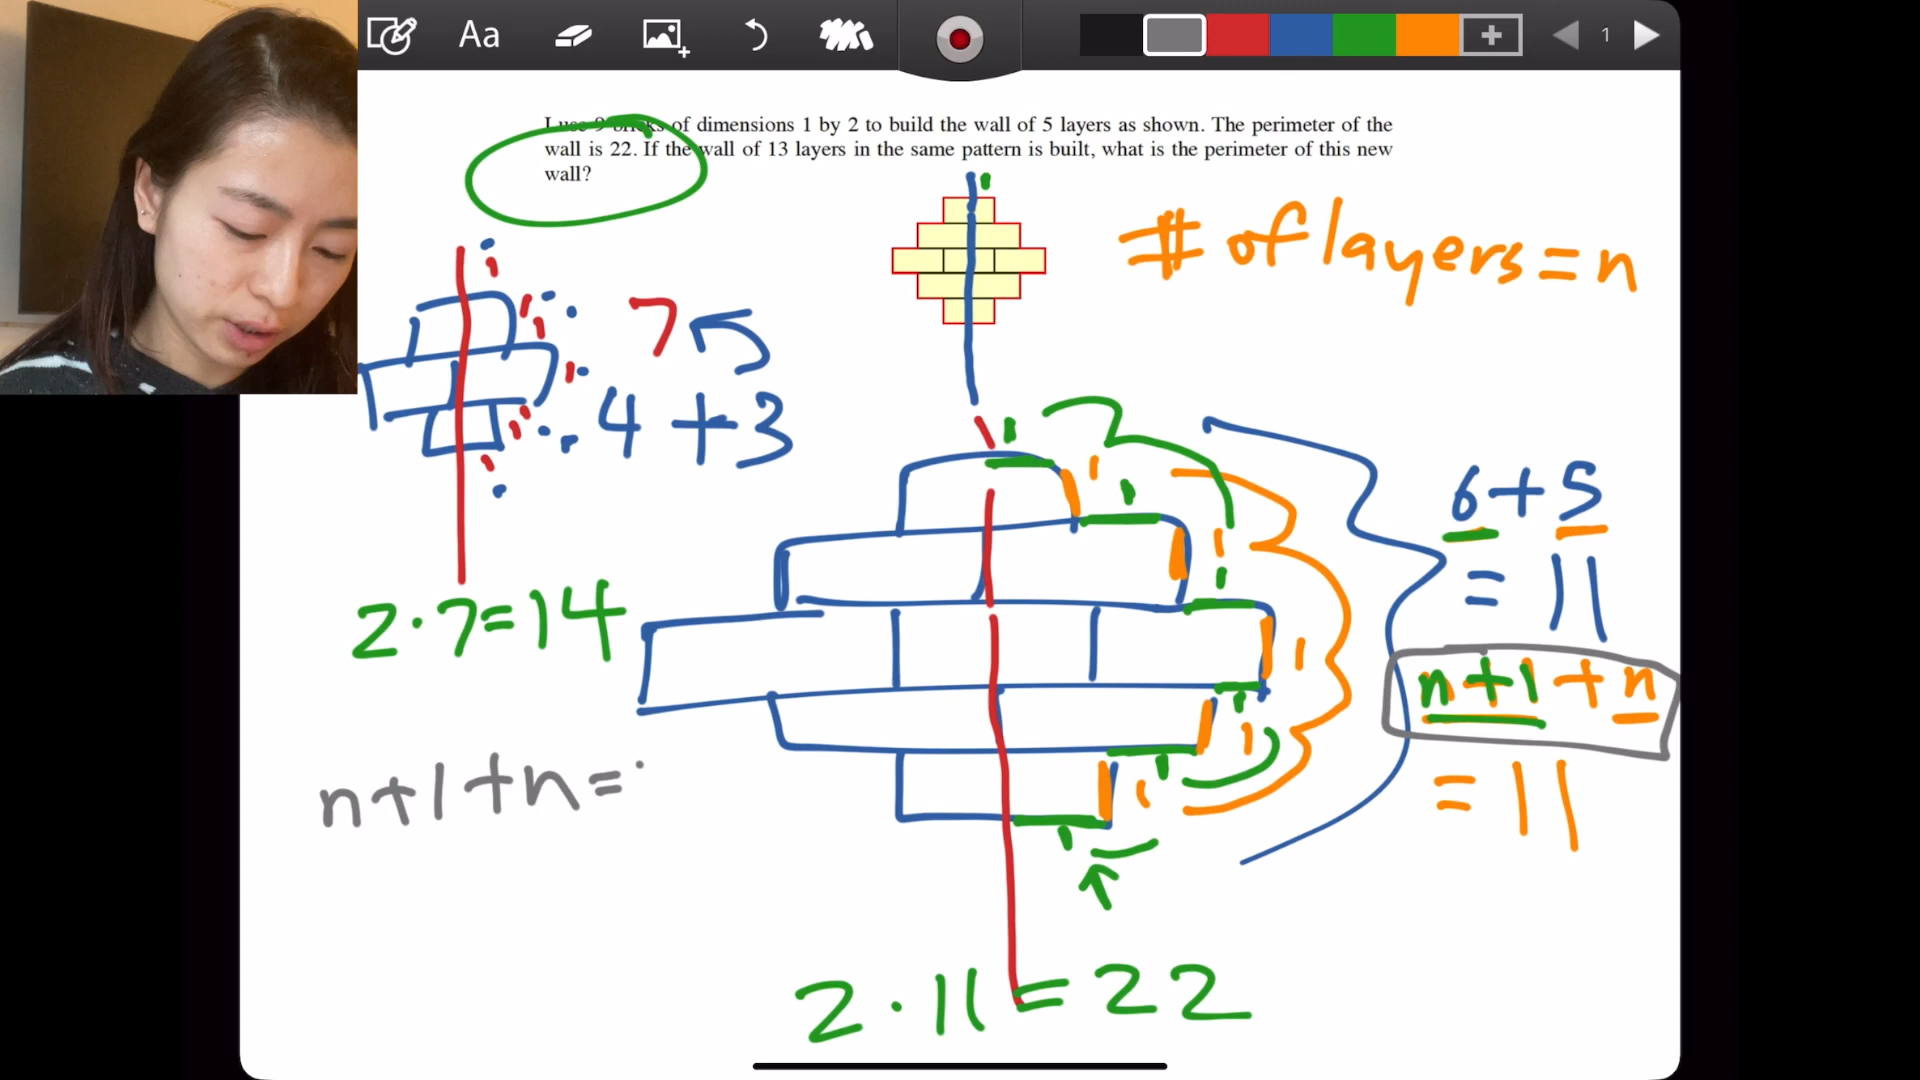 Aa
1
I use 9 bricks of dimensions 1 by 2 to build the wall of 5 layers as shown. The perimeter of the
wall is 22. If the wall of 13 layers in the same pattern is built, what is the perimeter of this new
wall?
# of layers = n
7
4 + 3
2 · 7 = 14
6 + 5
= 11
n+1 + n
= 11
n+1+n=
2 · 11 = 22